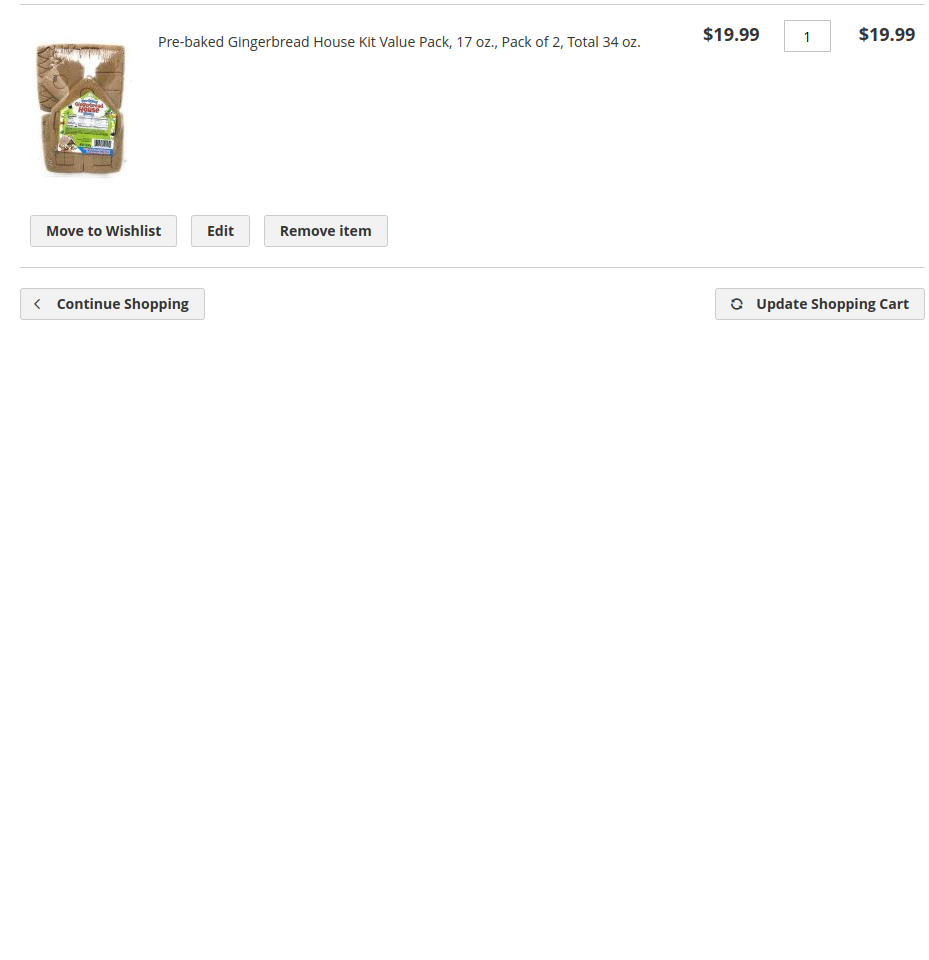 Pre-baked Gingerbread House Kit Value Pack, 17 oz., Pack of 2, Total 34 oz.
$19.99
1
$19.99
Gingerbread
House
Move to Wishlist
Edit
Remove item
Continue Shopping
Update Shopping Cart